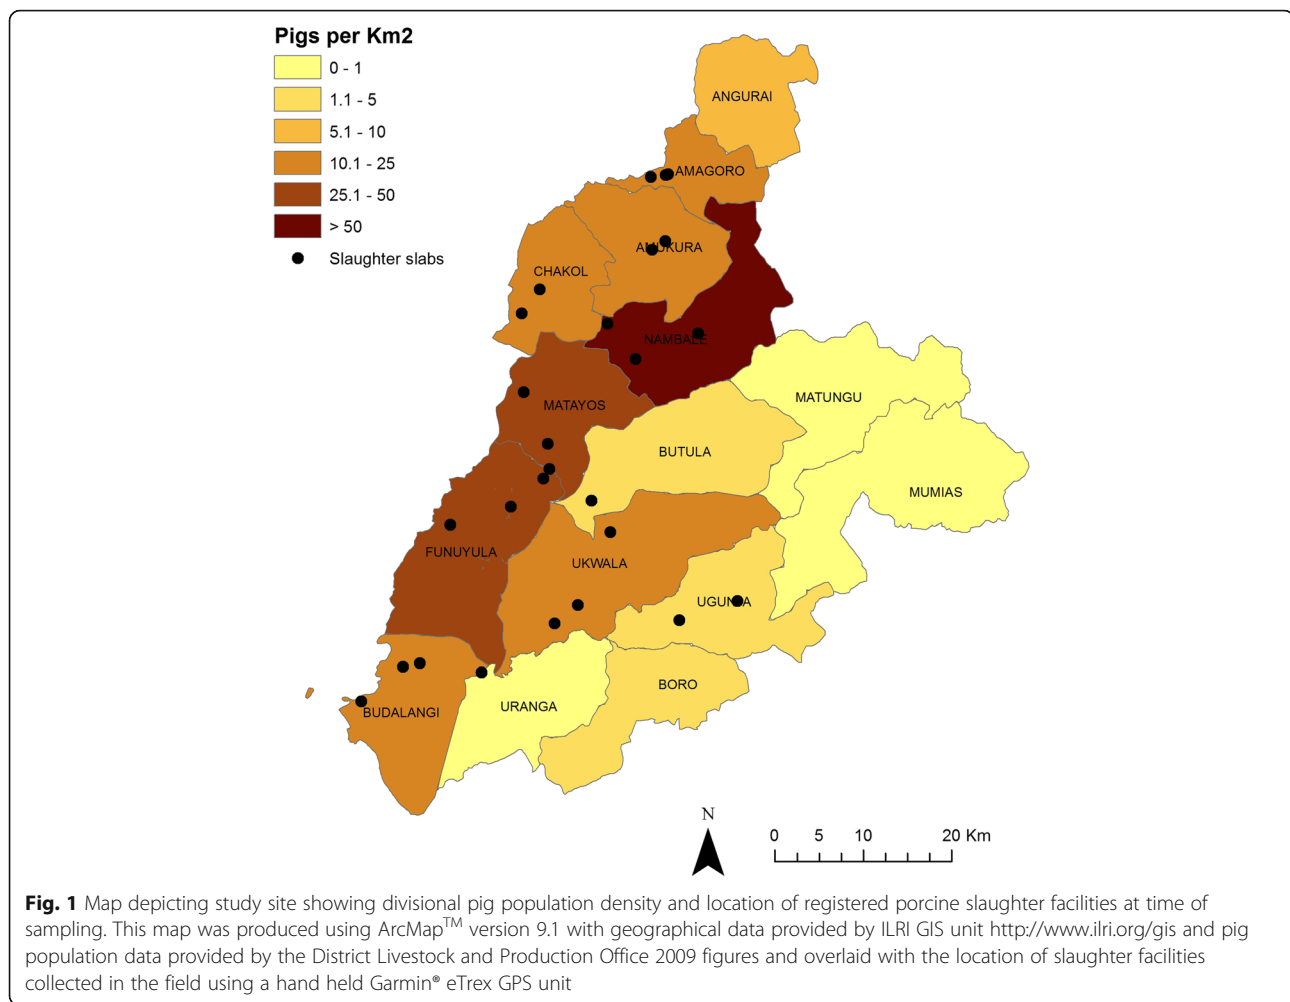 Pigs per Km2
0 - 1
1.1 - 5
5.1 - 10
10.1 - 25
25.1 - 50
> 50
Slaughter slabs
ANGURAI
AMAGORO
AMUKURA
CHAKOL
NAMBALE
MATUNGU
MATAYOS
BUTULA
MUMIAS
FUNUYULA
UKWALA
UGUNJA
BORO
URANGA
BUDALANGI
N
0 5 10 20 Km
Fig. 1 Map depicting study site showing divisional pig population density and location of registered porcine slaughter facilities at time of
sampling. This map was produced using ArcMap™ version 9.1 with geographical data provided by ILRI GIS unit http://www.ilri.org/gis and pig
population data provided by the District Livestock and Production Office 2009 figures and overlaid with the location of slaughter facilities
collected in the field using a hand held Garmin® eTrex GPS unit